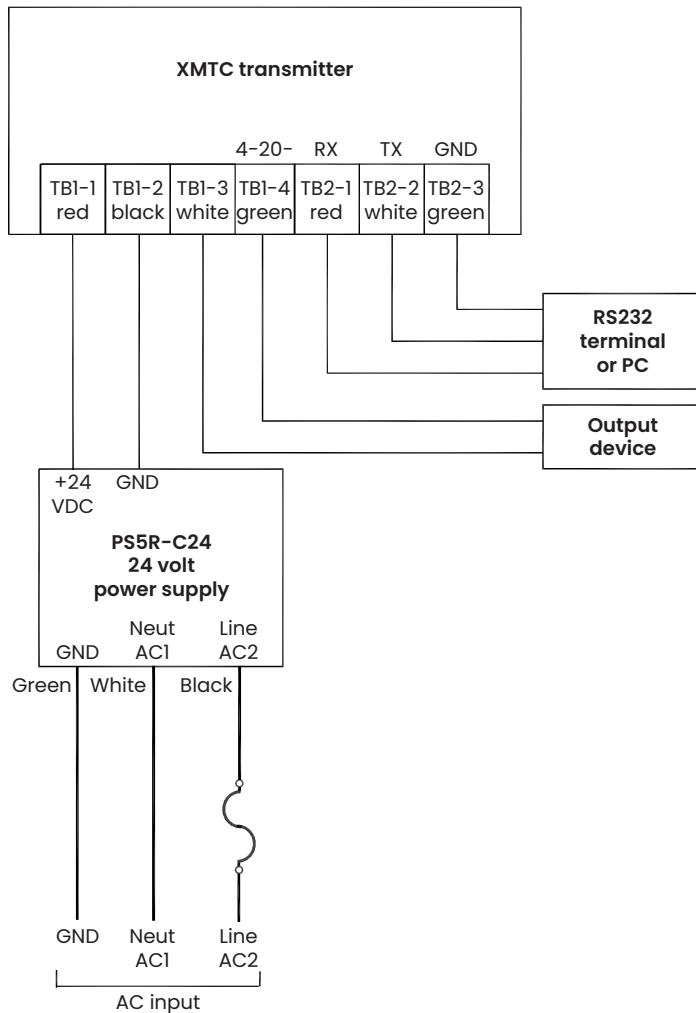 XMTC transmitter
4-20- RX TX GND
TB1-1 TB1-2 TB1-3 TB1-4 TB2-1 TB2-2 TB2-3
red black white green red white green
RS232
terminal
or PC
Output
device
+24 GND
VDC
PS5R-C24
24 volt
power supply
Neut Line
GND AC1 AC2
Green White Black
GND Neut Line
AC1 AC2
AC input